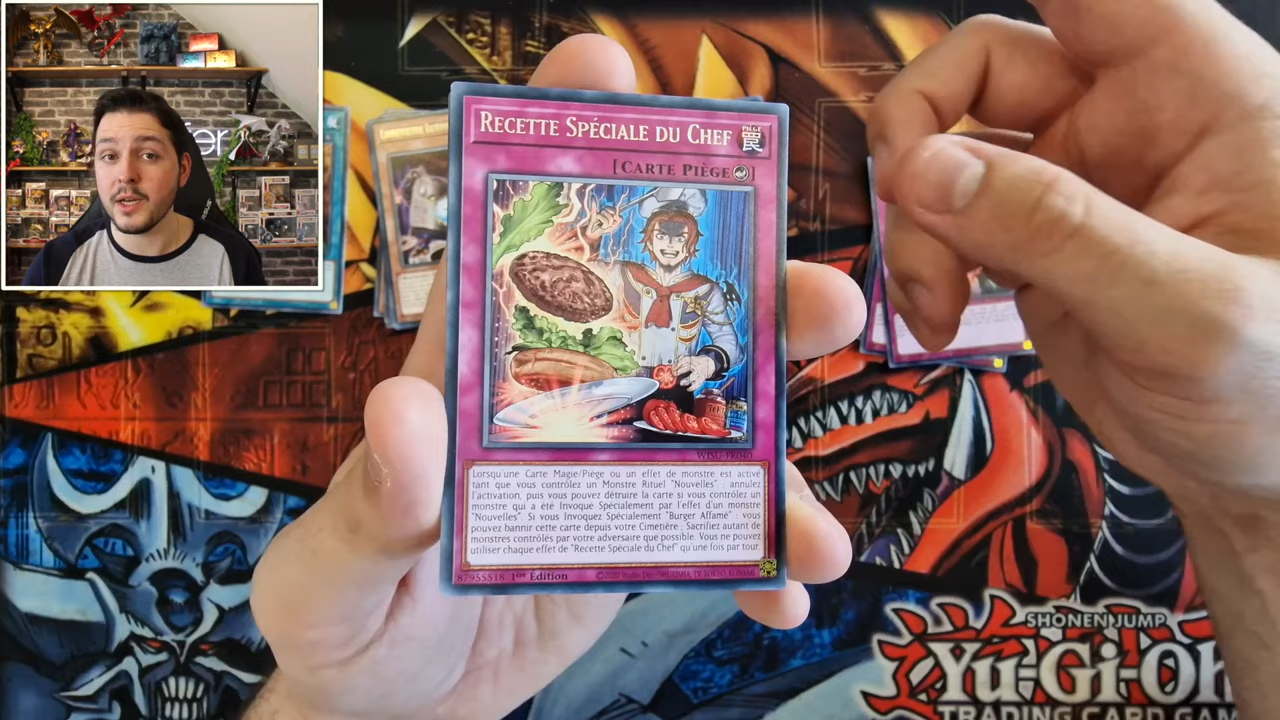 RECETTE SPÉCIALE DU CHEF
PIÈGE
罠
[CARTE PIÈGE]
WISU-FR040
Lorsqu'une Carte Magie/Piège ou un effet de monstre est activé
tant que vous contrôlez un Monstre Rituel "Nouvelles" : annulez
l'activation, puis vous pouvez détruire la carte si vous contrôlez un
monstre qui a été Invoqué Spécialement par l'effet d'un monstre
"Nouvelles". Si vous Invoquez Spécialement "Burger Affamé" : vous
pouvez bannir cette carte depuis votre Cimetière ; Sacrifiez autant de
monstres contrôlés par votre adversaire que possible. Vous ne pouvez
utiliser chaque effet de "Recette Spéciale du Chef" qu'une fois par tour.
87955518 1ère Édition
SHONEN JUMP
Yu-Gi-Oh
TRADING CARD GAM